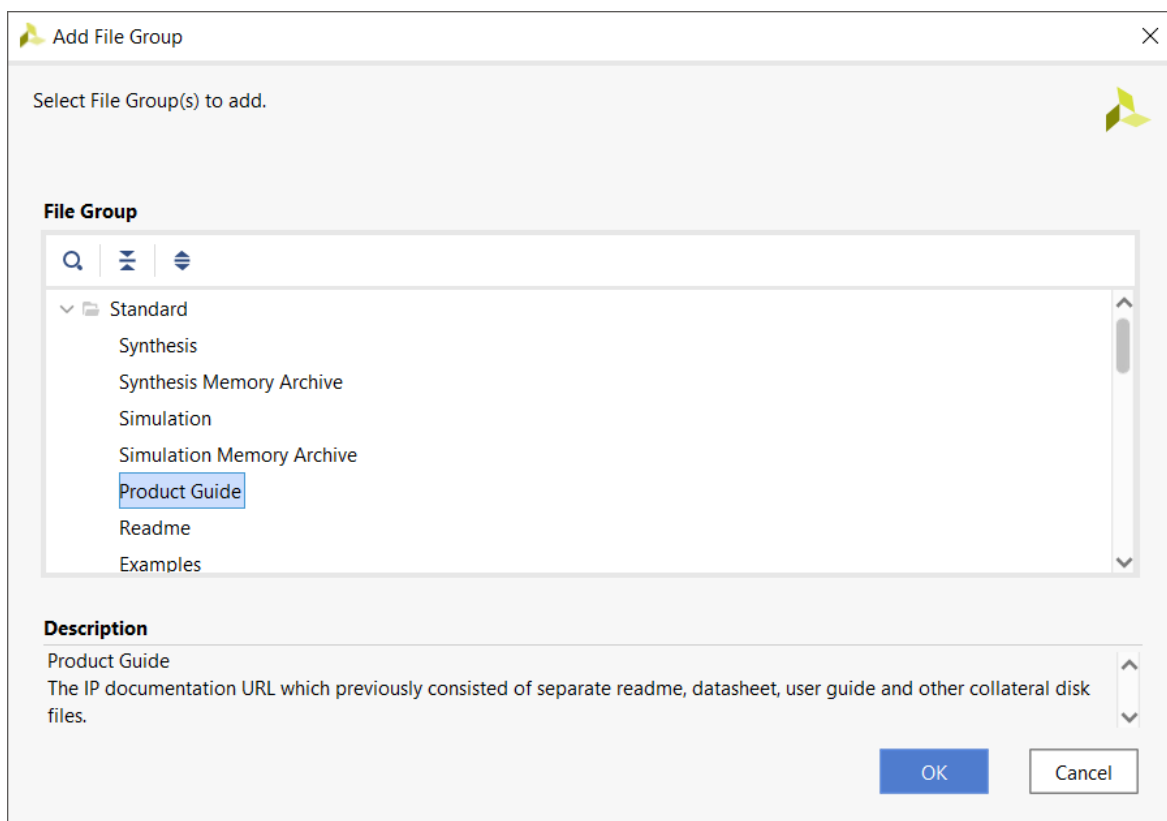 Add File Group
Select File Group(s) to add.
File Group
Standard
Synthesis
Synthesis Memory Archive
Simulation
Simulation Memory Archive
Product Guide
Readme
Examples
Description
Product Guide
The IP documentation URL which previously consisted of separate readme, datasheet, user guide and other collateral disk
files.
OK
Cancel